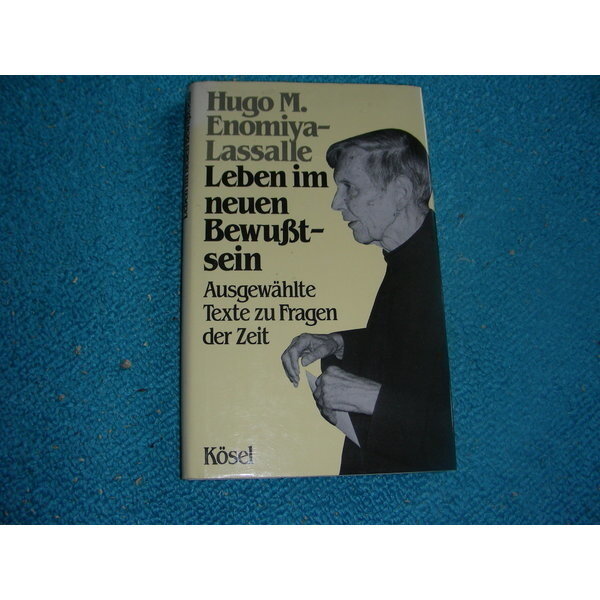 Hugo M.
Enomiya-
Lassalle
Leben im
neuen
Bewußt-
sein
Ausgewählte
Texte zu Fragen
der Zeit
Kösel